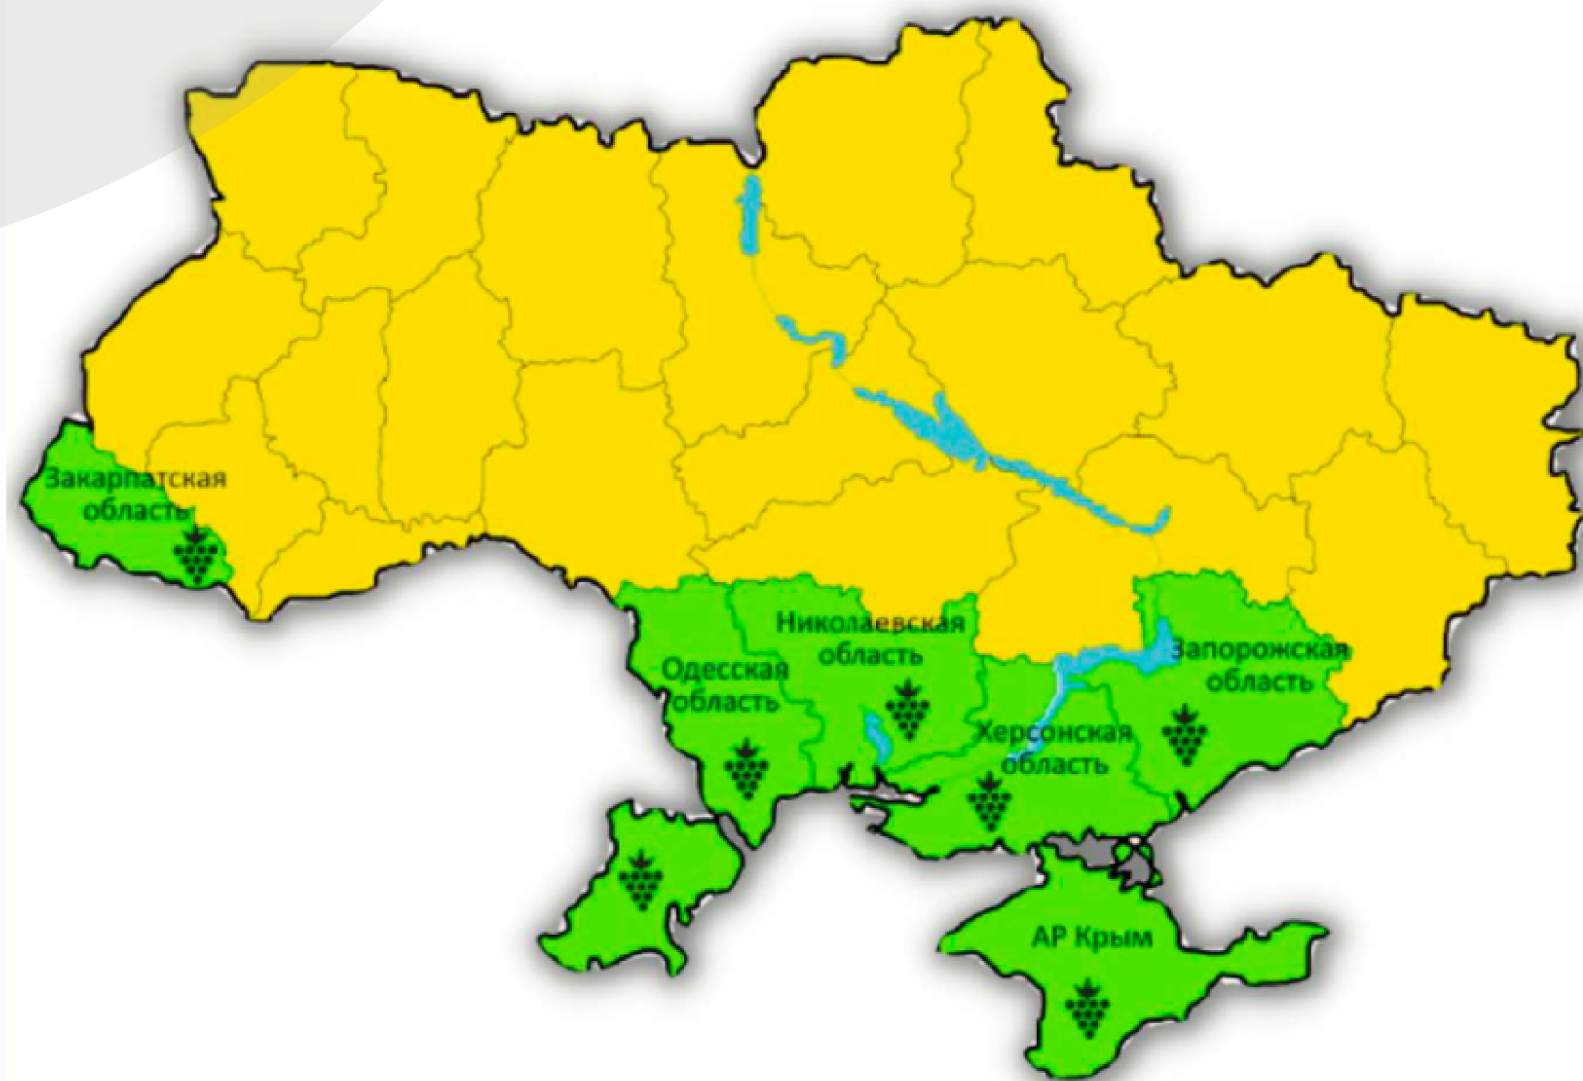 Закарпатская
область
Николаевская
область
Одесская
область
Запорожская
область
Херсонская
область
АР Крым